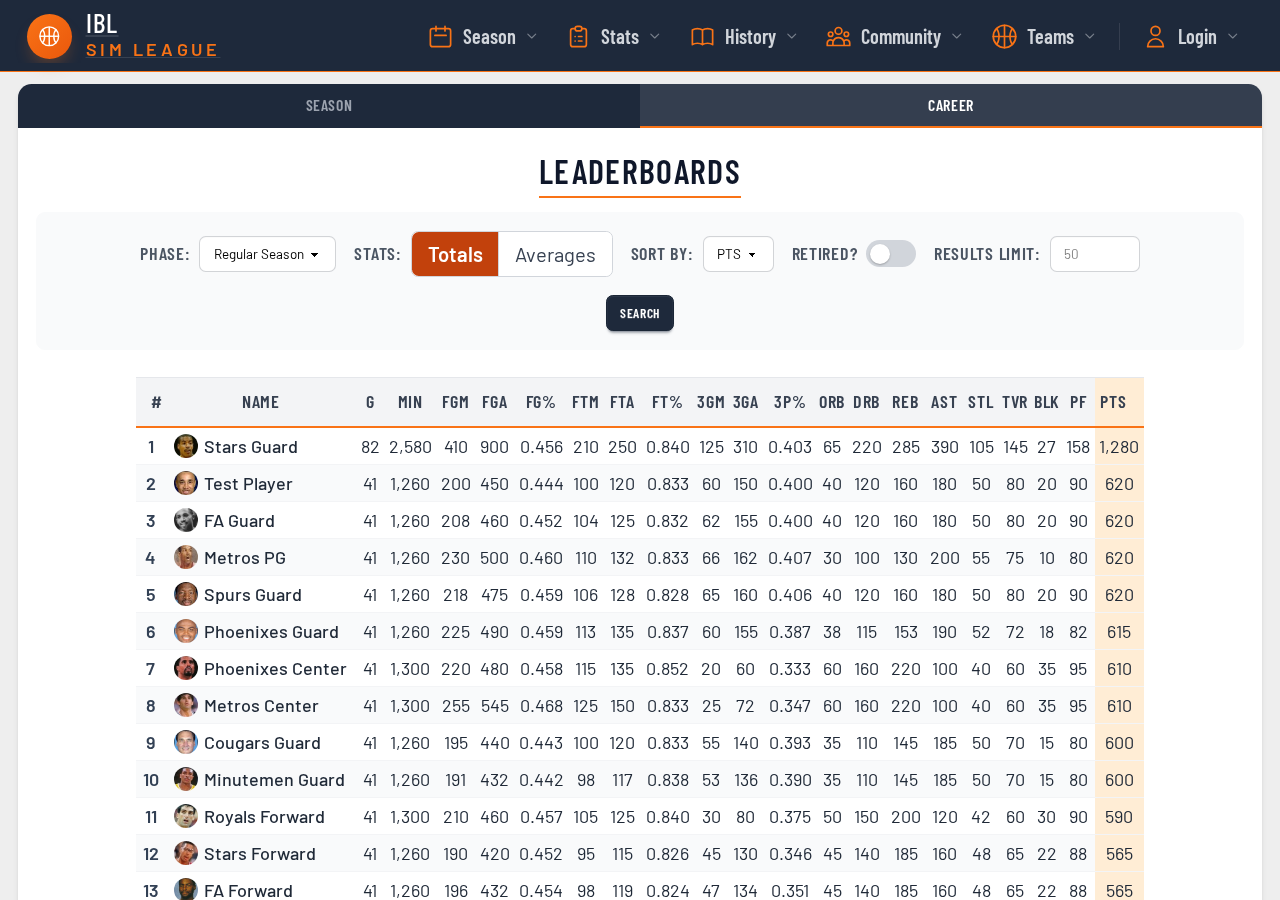 IBL
SIM LEAGUE
Season
Stats
History
Community
Teams
Login
SEASON
CAREER
LEADERBOARDS
PHASE: Regular Season STATS: Totals Averages SORT BY: PTS RETIRED? RESULTS LIMIT: 50
SEARCH
# NAME G MIN FGM FGA FG% FTM FTA FT% 3GM 3GA 3P% ORB DRB REB AST STL TVR BLK PF PTS
1 Stars Guard 82 2,580 410 900 0.456 210 250 0.840 125 310 0.403 65 220 285 390 105 145 27 158 1,280
2 Test Player 41 1,260 200 450 0.444 100 120 0.833 60 150 0.400 40 120 160 180 50 80 20 90 620
3 FA Guard 41 1,260 208 460 0.452 104 125 0.832 62 155 0.400 40 120 160 180 50 80 20 90 620
4 Metros PG 41 1,260 230 500 0.460 110 132 0.833 66 162 0.407 30 100 130 200 55 75 10 80 620
5 Spurs Guard 41 1,260 218 475 0.459 106 128 0.828 65 160 0.406 40 120 160 180 50 80 20 90 620
6 Phoenixes Guard 41 1,260 225 490 0.459 113 135 0.837 60 155 0.387 38 115 153 190 52 72 18 82 615
7 Phoenixes Center 41 1,300 220 480 0.458 115 135 0.852 20 60 0.333 60 160 220 100 40 60 35 95 610
8 Metros Center 41 1,300 255 545 0.468 125 150 0.833 25 72 0.347 60 160 220 100 40 60 35 95 610
9 Cougars Guard 41 1,260 195 440 0.443 100 120 0.833 55 140 0.393 35 110 145 185 50 70 15 80 600
10 Minutemen Guard 41 1,260 191 432 0.442 98 117 0.838 53 136 0.390 35 110 145 185 50 70 15 80 600
11 Royals Forward 41 1,300 210 460 0.457 105 125 0.840 30 80 0.375 50 150 200 120 42 60 30 90 590
12 Stars Forward 41 1,260 190 420 0.452 95 115 0.826 45 130 0.346 45 140 185 160 48 65 22 88 565
13 FA Forward 41 1,260 196 432 0.454 98 119 0.824 47 134 0.351 45 140 185 160 48 65 22 88 565